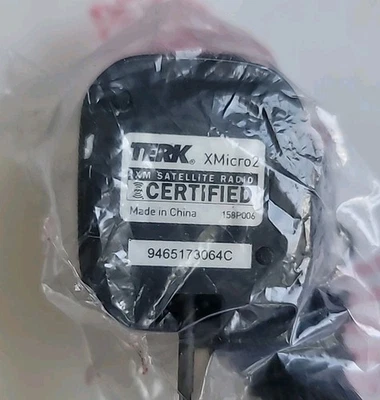 TERK® XMicro2
XM SATELLITE RADIO
CERTIFIED
Made in China 158P006
9465173064C